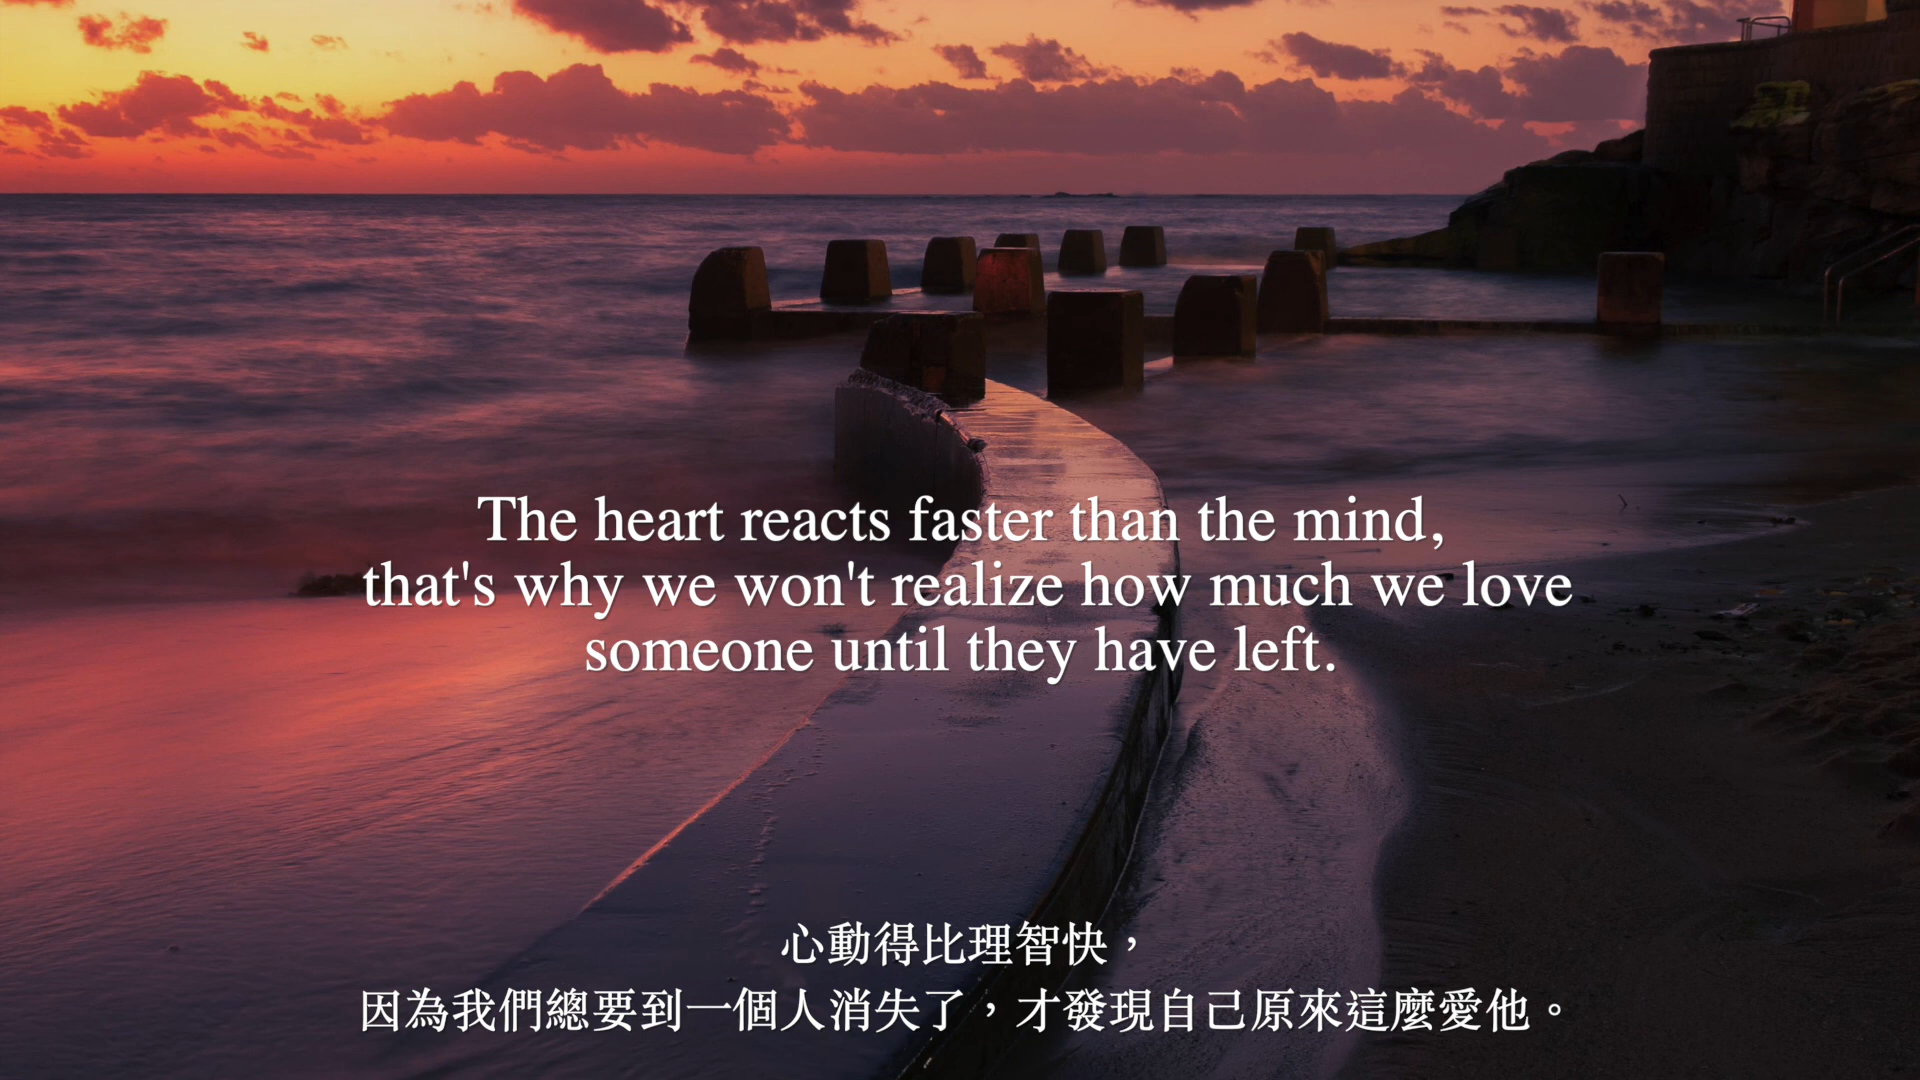 The heart reacts faster than the mind,
that's why we won't realize how much we love
someone until they have left.
心動得比理智快，
因為我們總要到一個人消失了，才發現自己原來這麼愛他。